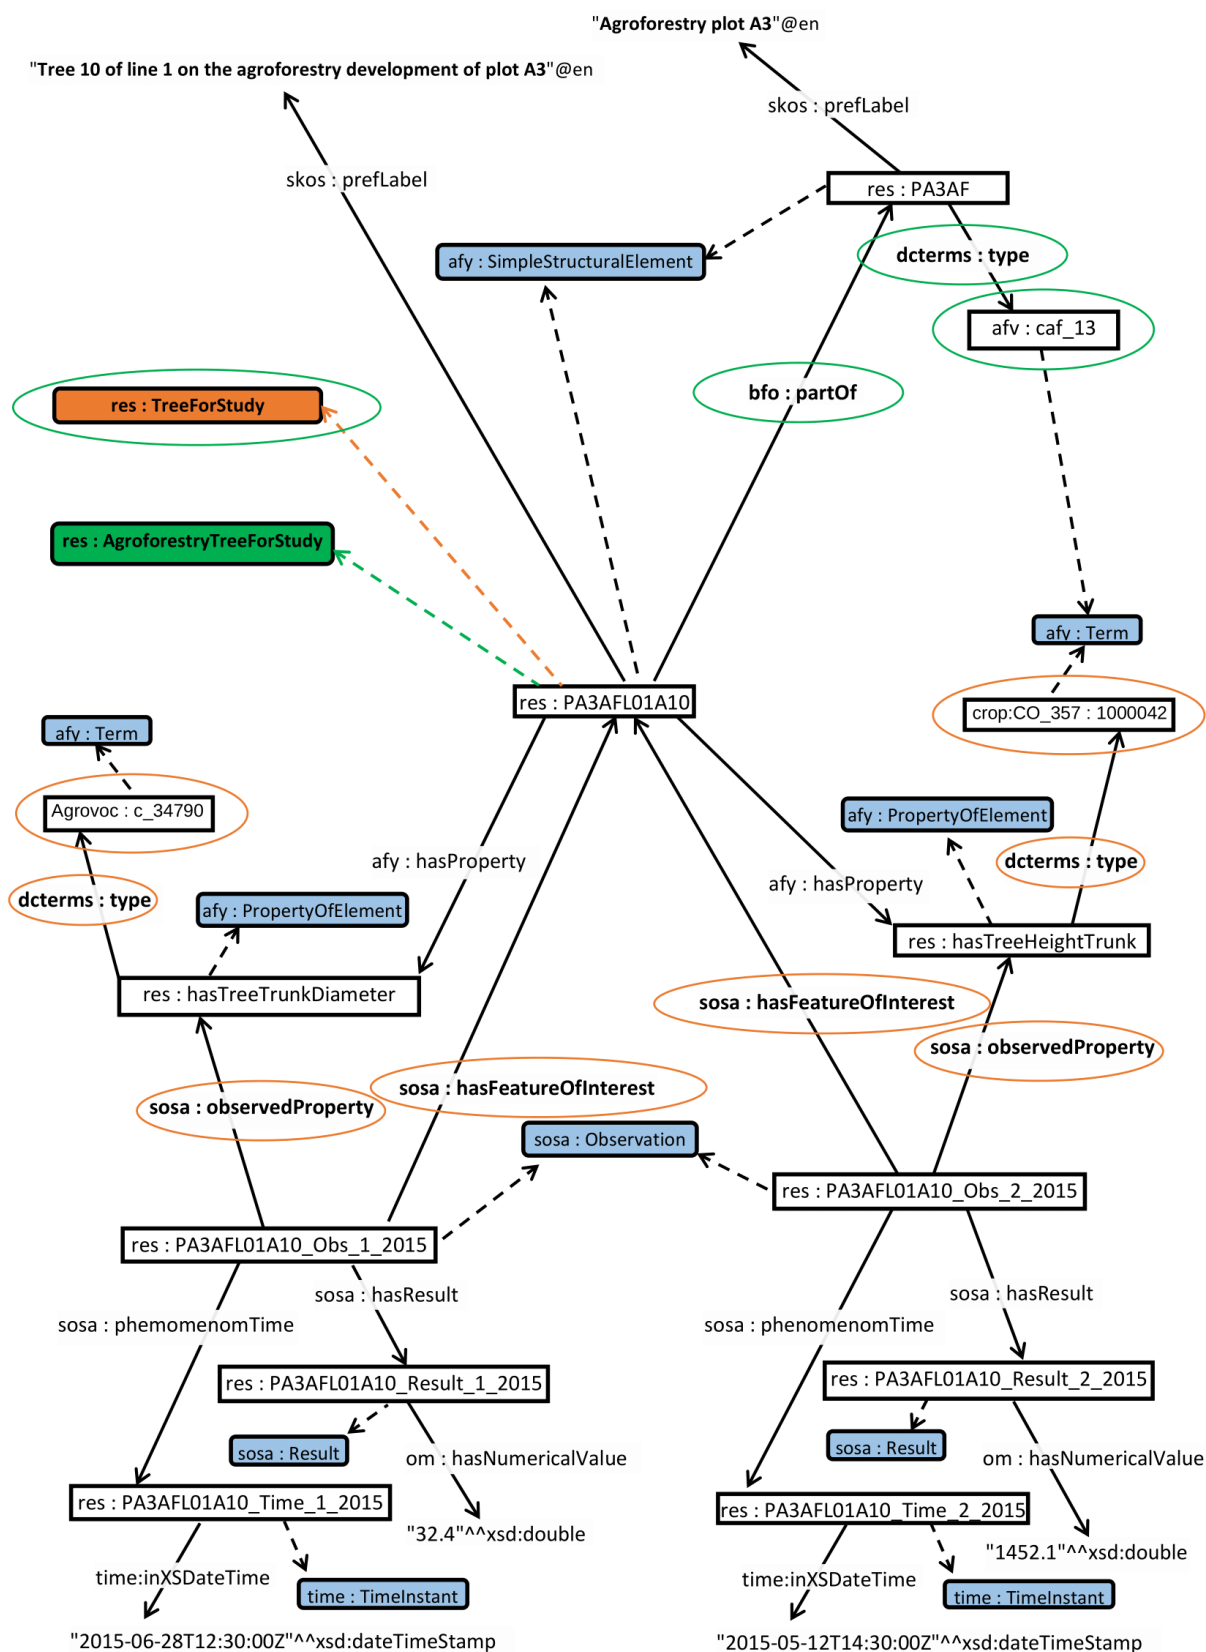 "Agroforestry plot A3"@en
"Tree 10 of line 1 on the agroforestry development of plot A3"@en
skos : prefLabel
skos : prefLabel
res : PA3AF
dcterms : type
afy : SimpleStructuralElement
afv : caf_13
bfo : partOf
res : TreeForStudy
res : AgroforestryTreeForStudy
afy : Term
res : PA3AFL01A10
crop:CO_357 : 1000042
afy : Term
Agrovoc : c_34790
afy : PropertyOfElement
afy : hasProperty
dcterms : type
afy : hasProperty
dcterms : type
afy : PropertyOfElement
res : hasTreeHeightTrunk
res : hasTreeTrunkDiameter
sosa : hasFeatureOfInterest
sosa : observedProperty
sosa : hasFeatureOfInterest
sosa : observedProperty
sosa : Observation
res : PA3AFL01A10_Obs_2_2015
res : PA3AFL01A10_Obs_1_2015
sosa : hasResult
sosa : hasResult
sosa : phemomenomTime
sosa : phenomenomTime
res : PA3AFL01A10_Result_1_2015
res : PA3AFL01A10_Result_2_2015
sosa : Result
sosa : Result
om : hasNumericalValue
om : hasNumericalValue
res : PA3AFL01A10_Time_1_2015
res : PA3AFL01A10_Time_2_2015
"32.4"^^xsd:double
"1452.1"^^xsd:double
time:inXSDateTime
time:inXSDateTime
time : TimeInstant
time : TimeInstant
"2015-06-28T12:30:00Z"^^xsd:dateTimeStamp
"2015-05-12T14:30:00Z"^^xsd:dateTimeStamp